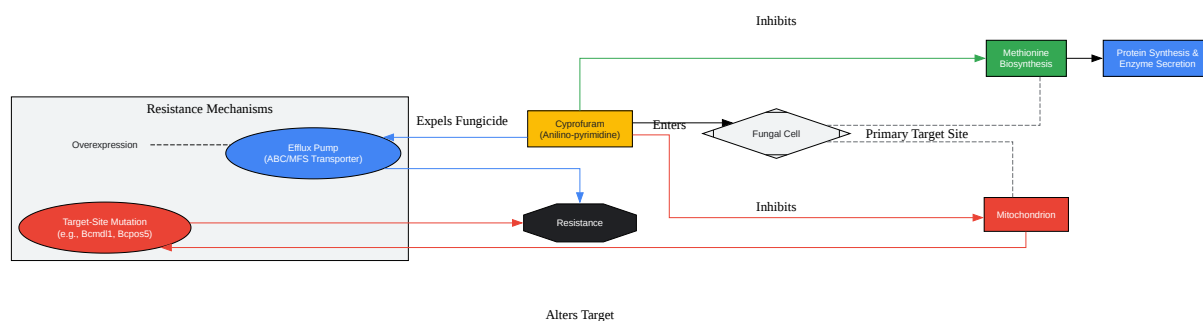 Inhibits
Methionine
Biosynthesis
Protein Synthesis &
Enzyme Secretion
Resistance Mechanisms
Expels Fungicide
Cyprofuram
(Anilino-pyrimidine)
Enters
Fungal Cell
Primary Target Site
Overexpression
Efflux Pump
(ABC/MFS Transporter)
Target-Site Mutation
(e.g., Bcmdl1, Bcpos5)
Resistance
Inhibits
Mitochondrion
Alters Target